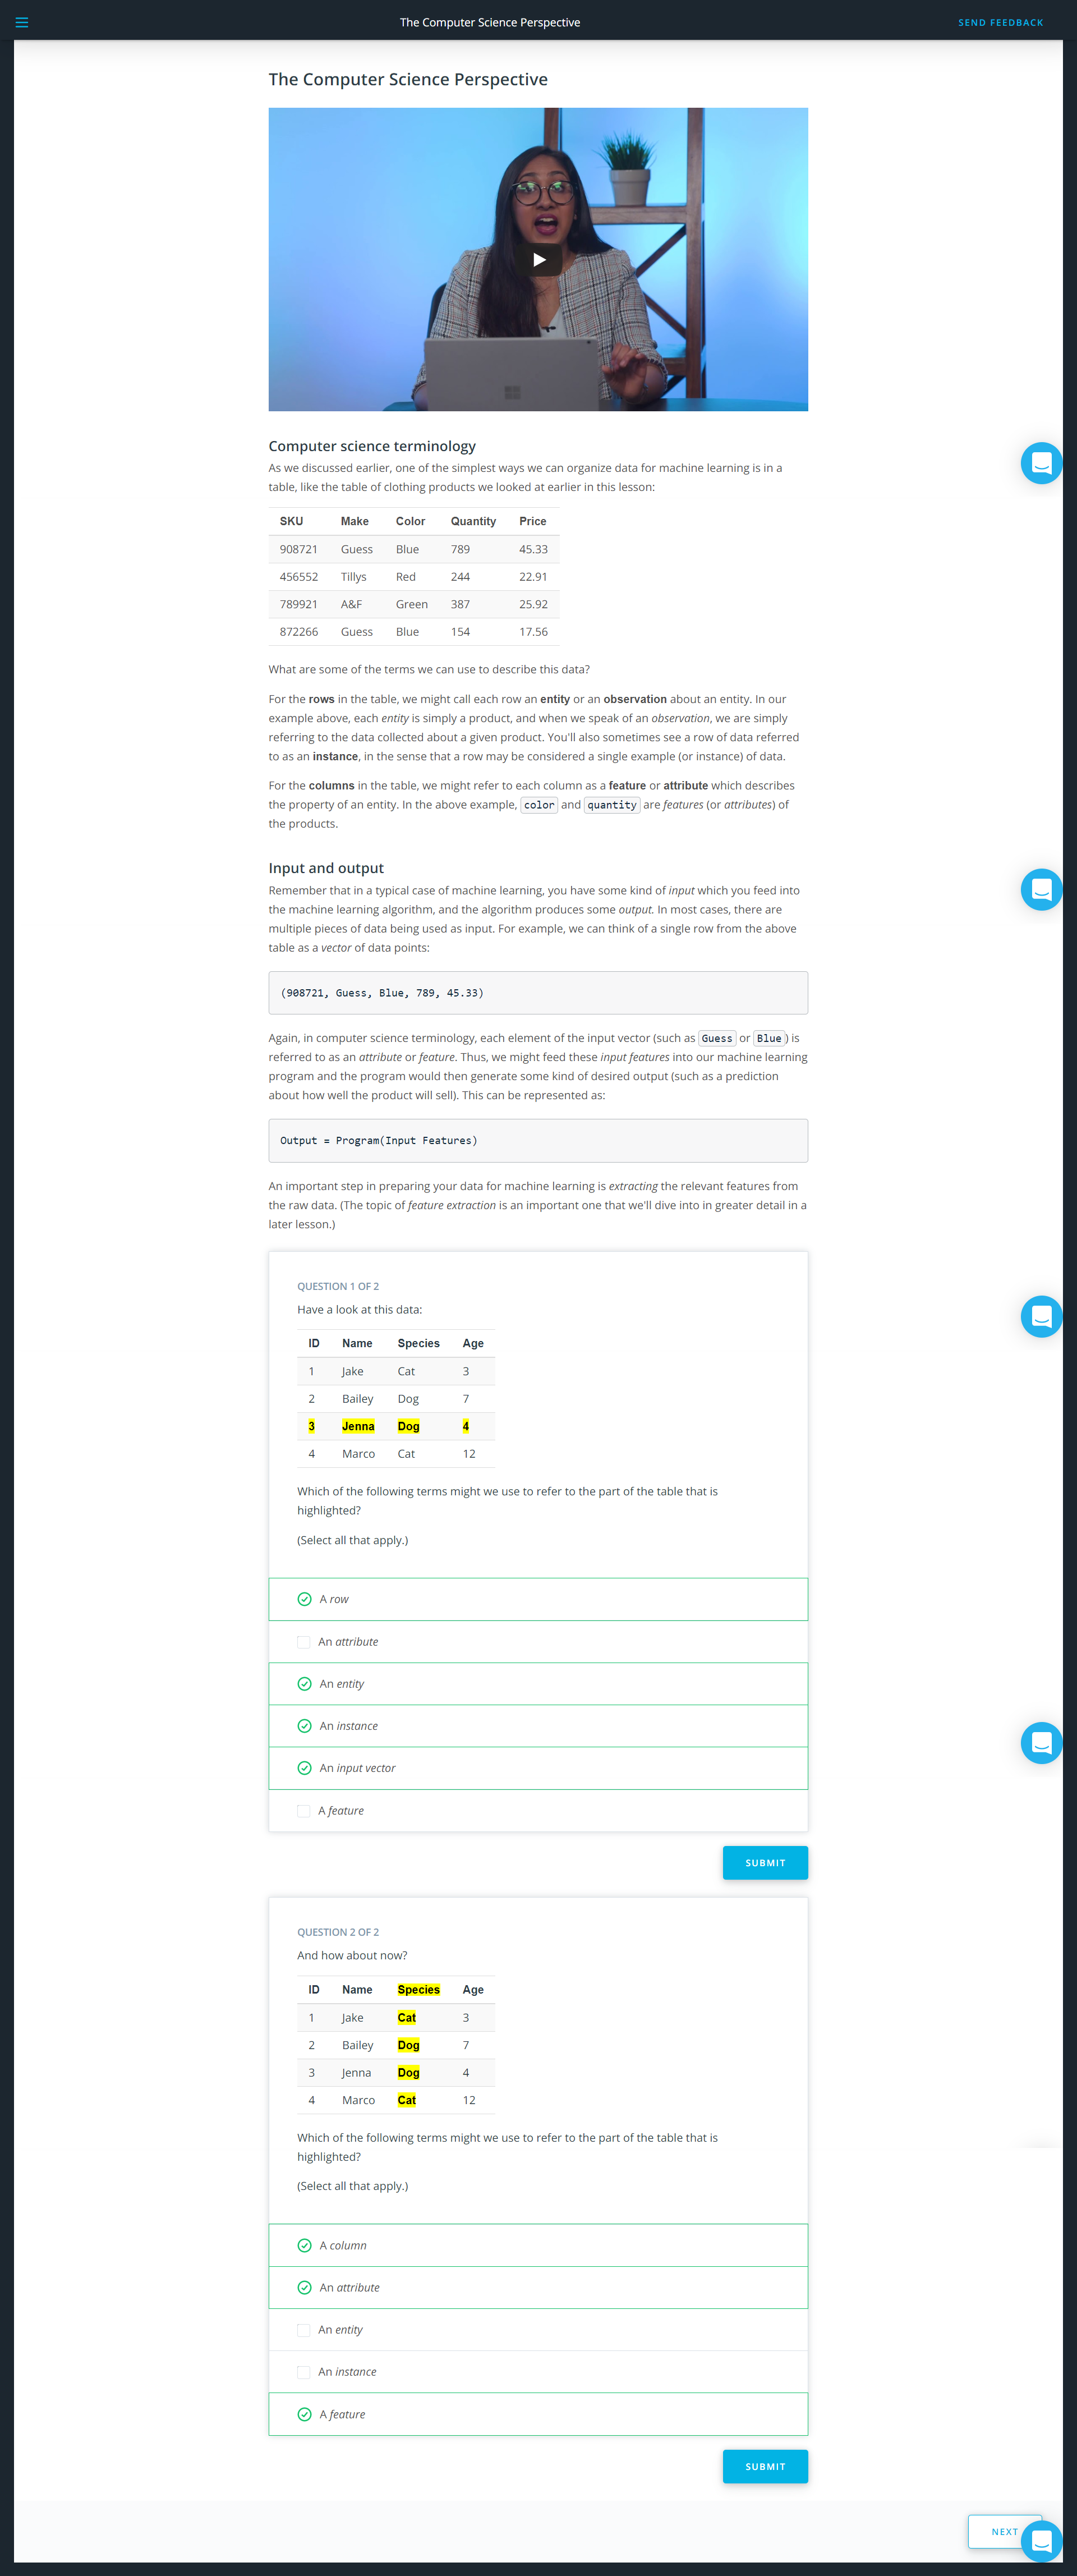 The Computer Science Perspective
SEND FEEDBACK
The Computer Science Perspective
Computer science terminology
As we discussed earlier, one of the simplest ways we can organize data for machine learning is in a
table, like the table of clothing products we looked at earlier in this lesson:
SKU Make Color Quantity Price
908721 Guess Blue 789 45.33
456552 Tillys Red 244 22.91
789921 A&F Green 387 25.92
872266 Guess Blue 154 17.56
What are some of the terms we can use to describe this data?
For the rows in the table, we might call each row an entity or an observation about an entity. In our
example above, each entity is simply a product, and when we speak of an observation, we are simply
referring to the data collected about a given product. You'll also sometimes see a row of data referred
to as an instance, in the sense that a row may be considered a single example (or instance) of data.
For the columns in the table, we might refer to each column as a feature or attribute which describes
the property of an entity. In the above example, color and quantity are features (or attributes) of
the products.
Input and output
Remember that in a typical case of machine learning, you have some kind of input which you feed into
the machine learning algorithm, and the algorithm produces some output. In most cases, there are
multiple pieces of data being used as input. For example, we can think of a single row from the above
table as a vector of data points:
(908721, Guess, Blue, 789, 45.33)
Again, in computer science terminology, each element of the input vector (such as Guess or Blue) is
referred to as an attribute or feature. Thus, we might feed these input features into our machine learning
program and the program would then generate some kind of desired output (such as a prediction
about how well the product will sell). This can be represented as:
Output = Program(Input Features)
An important step in preparing your data for machine learning is extracting the relevant features from
the raw data. (The topic of feature extraction is an important one that we'll dive into in greater detail in a
later lesson.)
QUESTION 1 OF 2
Have a look at this data:
ID Name Species Age
1 Jake Cat 3
2 Bailey Dog 7
3 Jenna Dog 4
4 Marco Cat 12
Which of the following terms might we use to refer to the part of the table that is
highlighted?
(Select all that apply.)
A row
An attribute
An entity
An instance
An input vector
A feature
SUBMIT
QUESTION 2 OF 2
And how about now?
ID Name Species Age
1 Jake Cat 3
2 Bailey Dog 7
3 Jenna Dog 4
4 Marco Cat 12
Which of the following terms might we use to refer to the part of the table that is
highlighted?
(Select all that apply.)
A column
An attribute
An entity
An instance
A feature
SUBMIT
NEXT